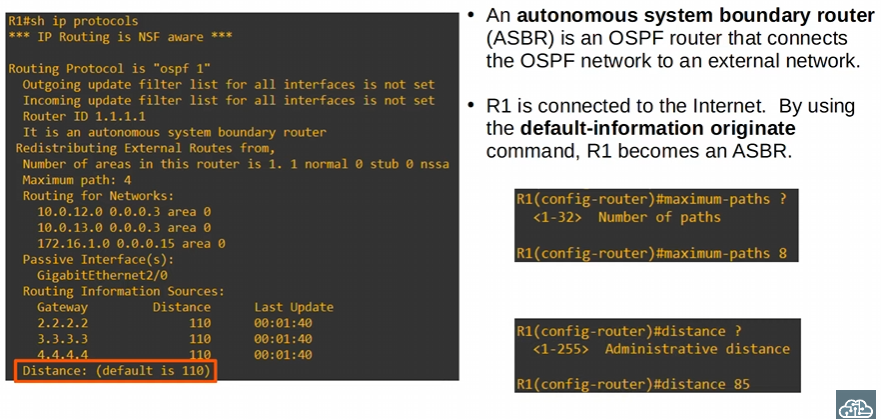 R1#sh ip protocols
*** IP Routing is NSF aware ***
Routing Protocol is "ospf 1"
Outgoing update filter list for all interfaces is not set
Incoming update filter list for all interfaces is not set
Router ID 1.1.1.1
It is an autonomous system boundary router
Redistributing External Routes from,
Number of areas in this router is 1. 1 normal 0 stub 0 nssa
Maximum path: 4
Routing for Networks:
10.0.12.0 0.0.0.3 area 0
10.0.13.0 0.0.0.3 area 0
172.16.1.0 0.0.0.15 area 0
Passive Interface(s):
GigabitEthernet2/0
Routing Information Sources:
Gateway Distance Last Update
2.2.2.2 110 00:01:40
3.3.3.3 110 00:01:40
4.4.4.4 110 00:01:40
Distance: (default is 110)
• An autonomous system boundary router
(ASBR) is an OSPF router that connects
the OSPF network to an external network.
• R1 is connected to the Internet. By using
the default-information originate
command, R1 becomes an ASBR.
R1(config-router)#maximum-paths ?
<1-32> Number of paths
R1(config-router)#maximum-paths 8
R1(config-router)#distance ?
<1-255> Administrative distance
R1(config-router)#distance 85